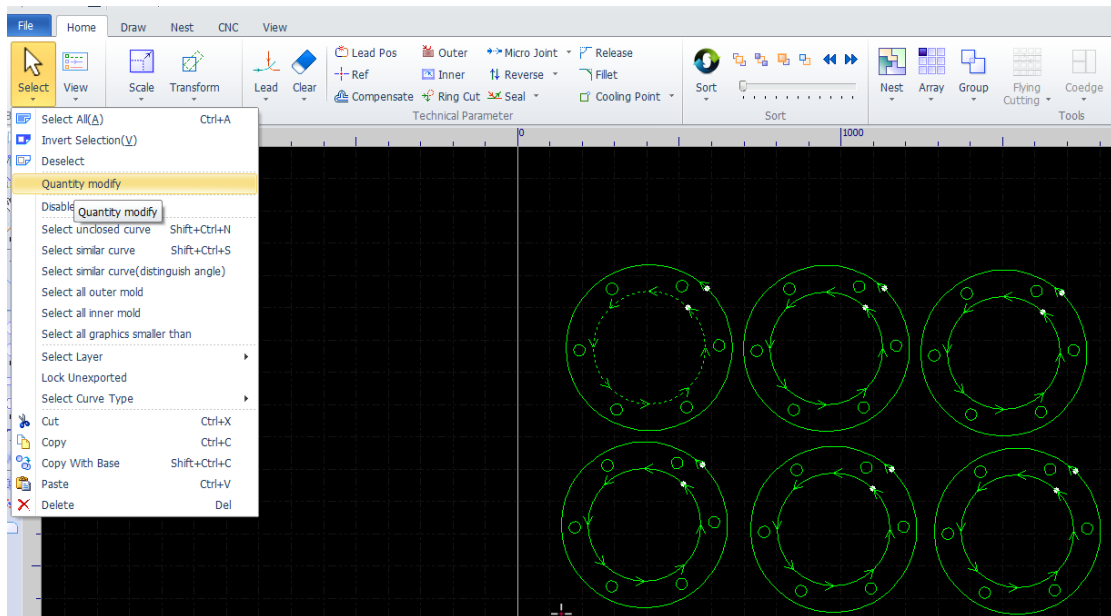 File Home Draw Nest CNC View
Select View Scale Transform Lead Clear
Lead Pos Outer Micro Joint Release
Ref Inner Reverse Fillet
Compensate Ring Cut Seal Cooling Point
Sort Nest Array Group Flying Cutting Coedge
Technical Parameter Sort Tools
0 1000
Select All(A) Ctrl+A
Invert Selection(V)
Deselect
Quantity modify
Disable
Quantity modify
Select unclosed curve Shift+Ctrl+N
Select similar curve Shift+Ctrl+S
Select similar curve(distinguish angle)
Select all outer mold
Select all inner mold
Select all graphics smaller than
Select Layer
Lock Unexported
Select Curve Type
Cut Ctrl+X
Copy Ctrl+C
Copy With Base Shift+Ctrl+C
Paste Ctrl+V
Delete Del